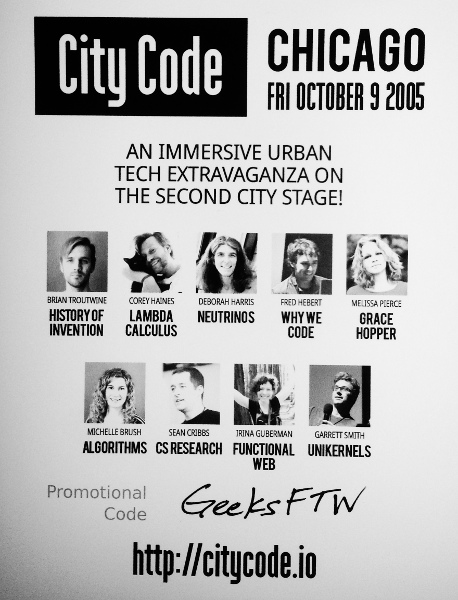 City Code
CHICAGO
FRI OCTOBER 9 2005
AN IMMERSIVE URBAN
TECH EXTRAVAGANZA ON
THE SECOND CITY STAGE!
BRIAN TROUTWINE
HISTORY OF
INVENTION
COREY HAINES
LAMBDA
CALCULUS
DEBORAH HARRIS
NEUTRINOS
FRED HEBERT
WHY WE
CODE
MELISSA PIERCE
GRACE
HOPPER
MICHELLE BRUSH
ALGORITHMS
SEAN CRIBBS
CS RESEARCH
IRINA GUBERMAN
FUNCTIONAL
WEB
GARRETT SMITH
UNIKERNELS
Promotional
Code
GeeksFTW
http://citycode.io